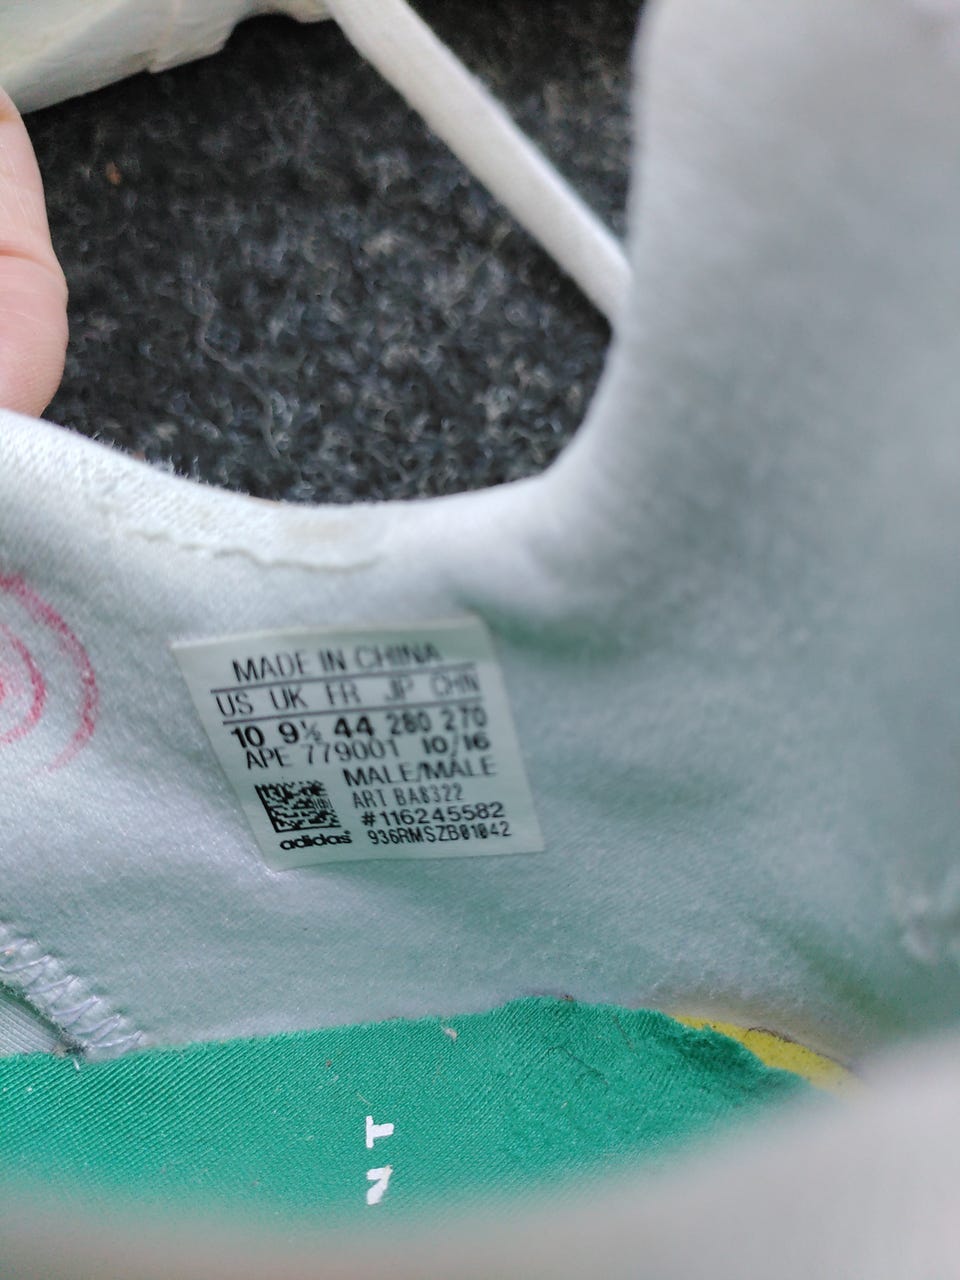 MADE IN CHINA
US UK FR JP CHN
10 9½ 44 280 270
APE 779001 10/16
MALE/MALE
ART BA8322
#116245582
adidas 936RMSZB01042